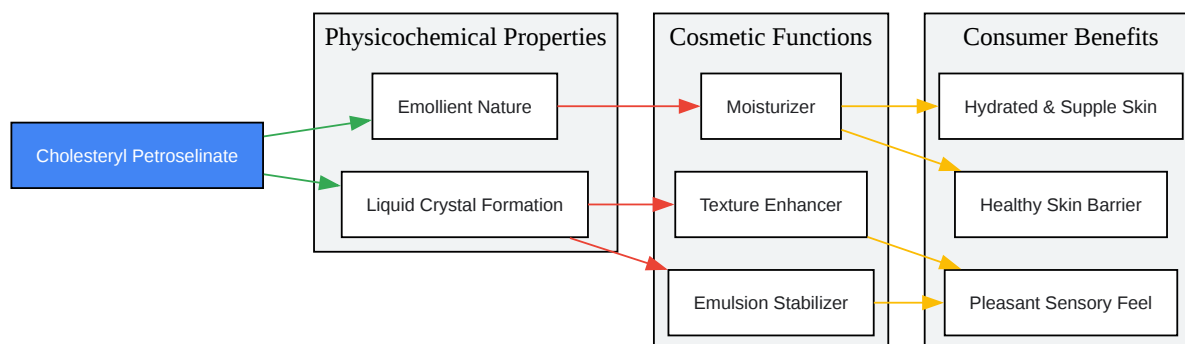 Physicochemical Properties
Cosmetic Functions
Consumer Benefits
Emollient Nature
Moisturizer
Hydrated & Supple Skin
Cholesteryl Petroselinate
Liquid Crystal Formation
Texture Enhancer
Healthy Skin Barrier
Emulsion Stabilizer
Pleasant Sensory Feel